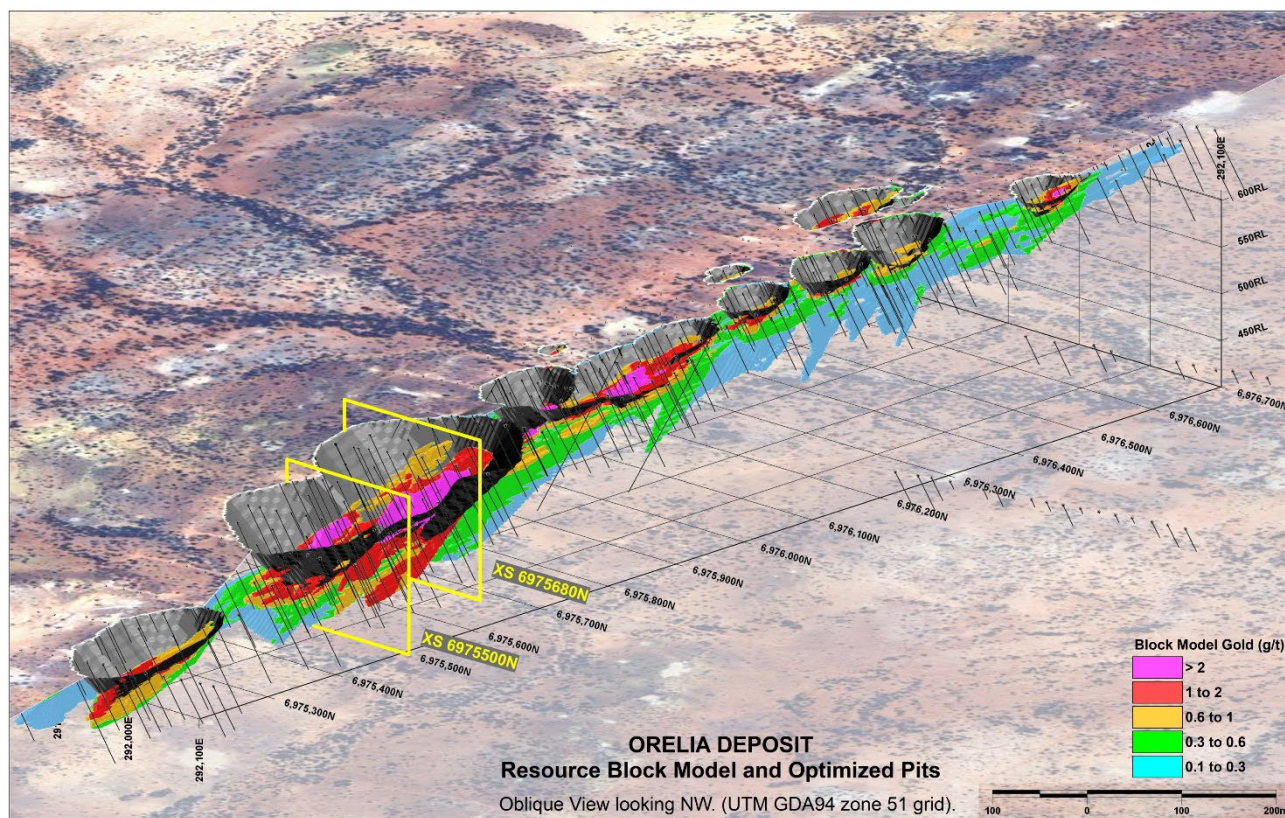 292,100E
600RL
550RL
500RL
450RL
6,976,700N
6,976,600N
6,976,500N
6,976,400N
6,976,300N
6,976,200N
6,976,100N
6,976,000N
6,975,900N
6,975,800N
6,975,700N
6,975,600N
6,975,500N
6,975,400N
6,975,300N
XS 6975680N
XS 6975500N
292,000E
292,100E
Block Model Gold (g/t)
> 2
1 to 2
0.6 to 1
0.3 to 0.6
0.1 to 0.3
ORELIA DEPOSIT
Resource Block Model and Optimized Pits
Oblique View looking NW. (UTM GDA94 zone 51 grid).
100 0 100 200m